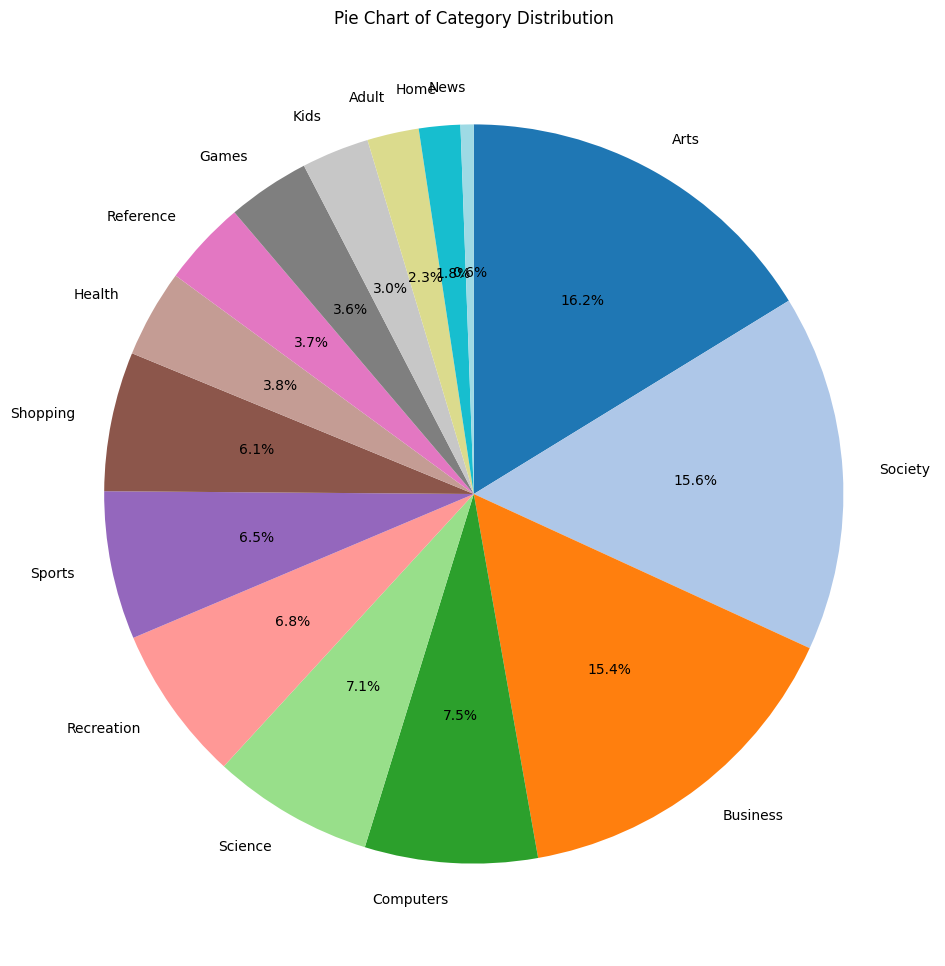 Pie Chart of Category Distribution
News
Home
Adult
Kids
Games
Reference
Health
Shopping
Sports
Recreation
Science
Computers
Business
Society
Arts
0.6%
1.8%
2.3%
3.0%
3.6%
3.7%
3.8%
6.1%
6.5%
6.8%
7.1%
7.5%
15.4%
15.6%
16.2%